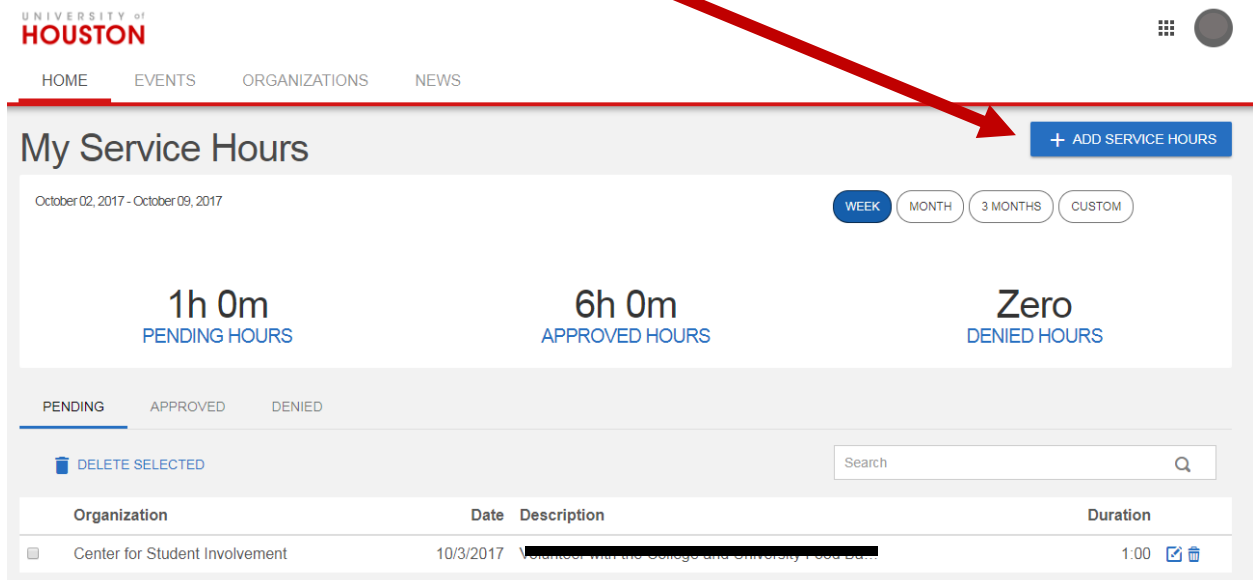 UNIVERSITY of
HOUSTON
HOME EVENTS ORGANIZATIONS NEWS
My Service Hours
+ ADD SERVICE HOURS
October 02, 2017 - October 09, 2017
WEEK MONTH 3 MONTHS CUSTOM
1h 0m 6h 0m Zero
PENDING HOURS APPROVED HOURS DENIED HOURS
PENDING APPROVED DENIED
DELETE SELECTED Search
Organization Date Description Duration
Center for Student Involvement 10/3/2017 1:00